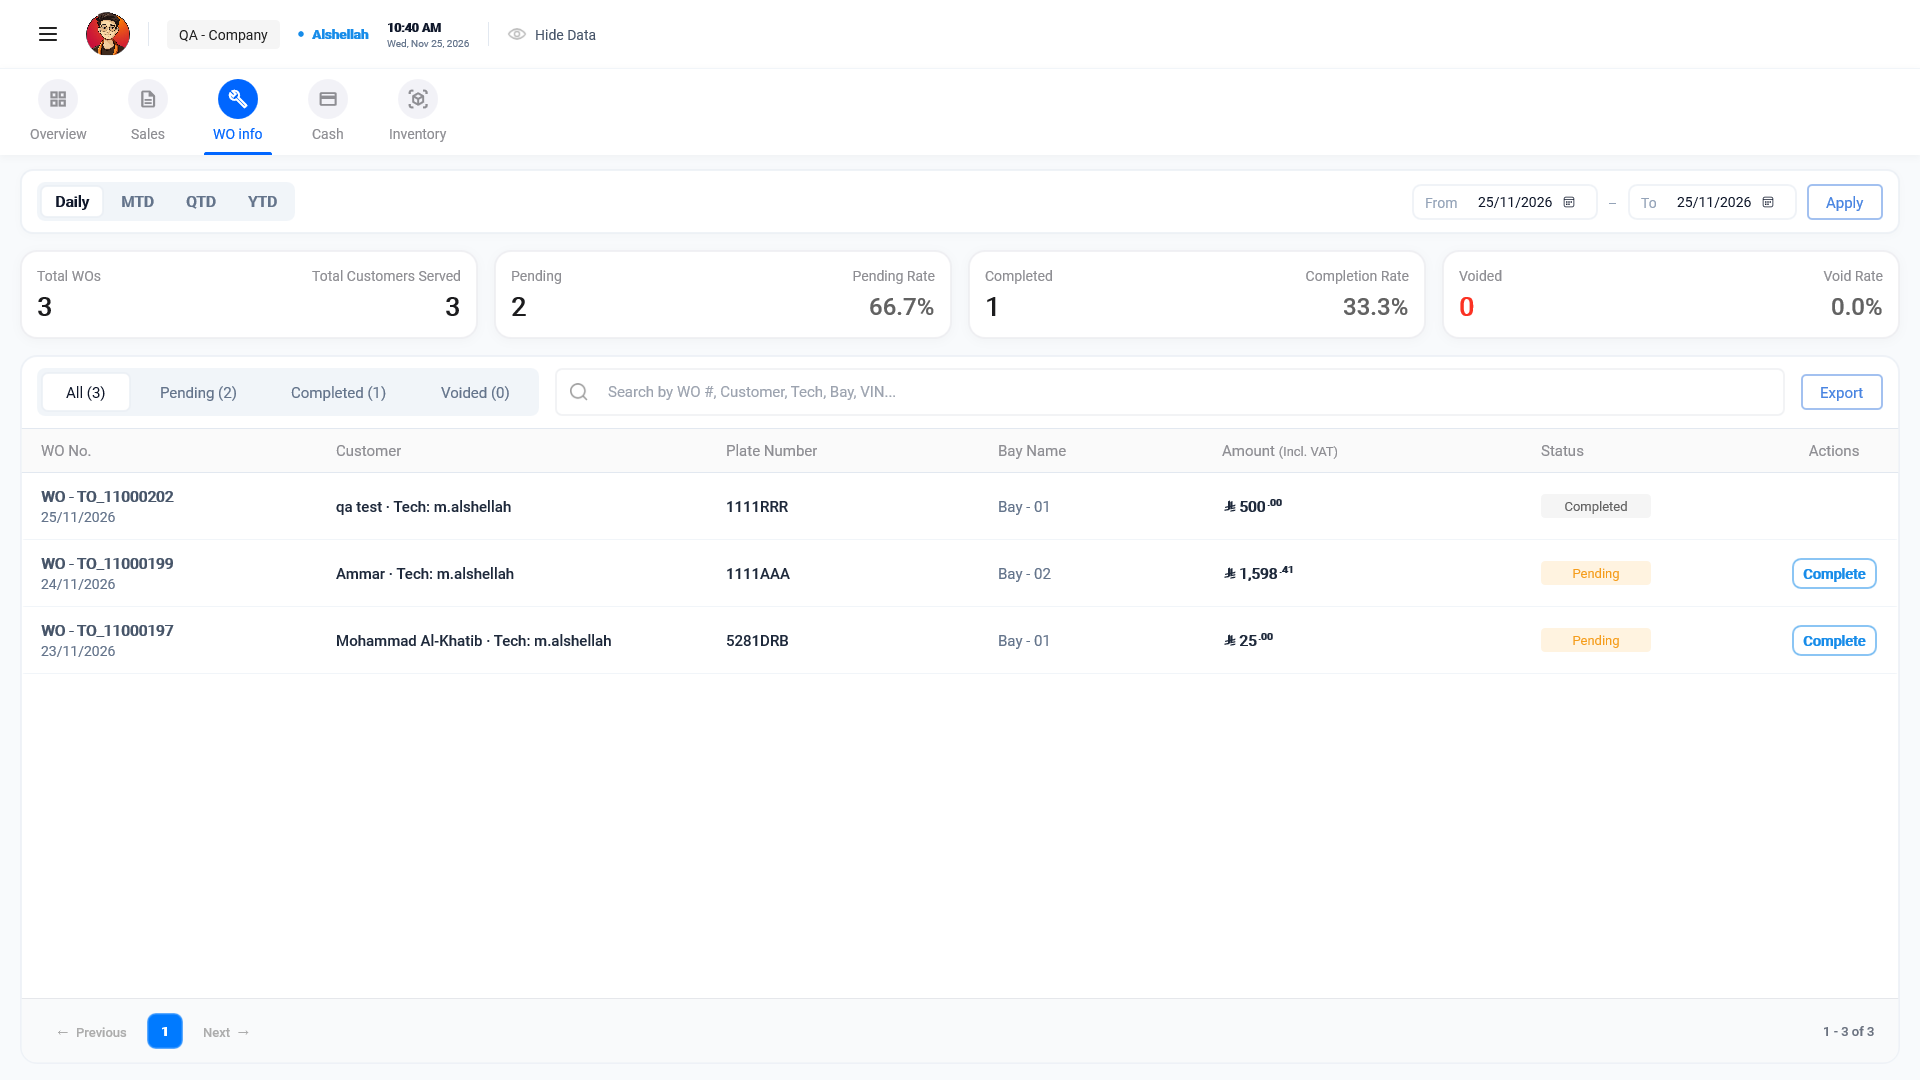 QA - Company
• Alshellah
10:40 AM
Wed, Nov 25, 2026
Hide Data
Overview
Sales
WO info
Cash
Inventory
Daily MTD QTD YTD
From 25/11/2026 – To 25/11/2026 Apply
Total WOs Total Customers Served
3 3
Pending Pending Rate
2 66.7%
Completed Completion Rate
1 33.3%
Voided Void Rate
0 0.0%
All (3) Pending (2) Completed (1) Voided (0)
Search by WO #, Customer, Tech, Bay, VIN...
Export
WO No. Customer Plate Number Bay Name Amount (Incl. VAT) Status Actions
WO - TO_11000202
25/11/2026
qa test · Tech: m.alshellah 1111RRR Bay - 01 500.00 Completed
WO - TO_11000199
24/11/2026
Ammar · Tech: m.alshellah 1111AAA Bay - 02 1,598.41 Pending Complete
WO - TO_11000197
23/11/2026
Mohammad Al-Khatib · Tech: m.alshellah 5281DRB Bay - 01 25.00 Pending Complete
← Previous 1 Next →
1 - 3 of 3